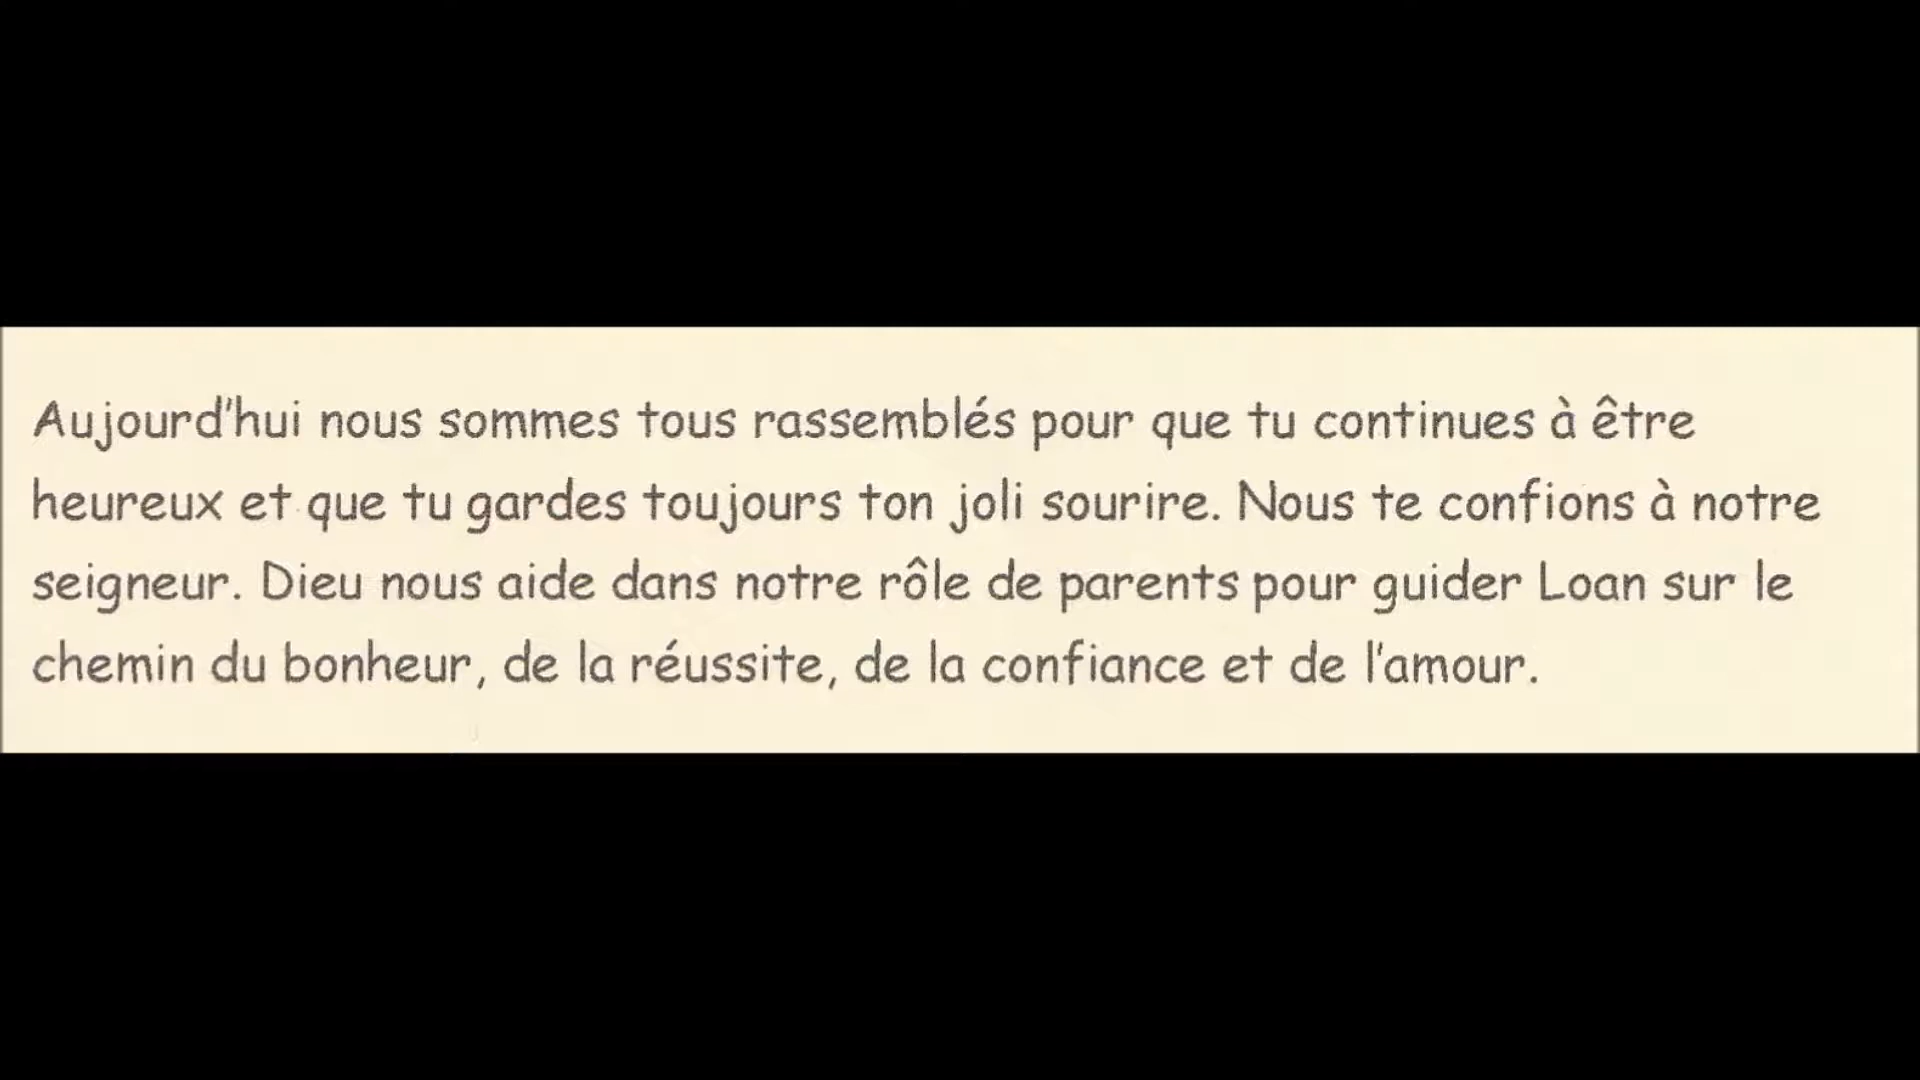 Aujourd'hui nous sommes tous rassemblés pour que tu continues à être
heureux et que tu gardes toujours ton joli sourire. Nous te confions à notre
seigneur. Dieu nous aide dans notre rôle de parents pour guider Loan sur le
chemin du bonheur, de la réussite, de la confiance et de l'amour.